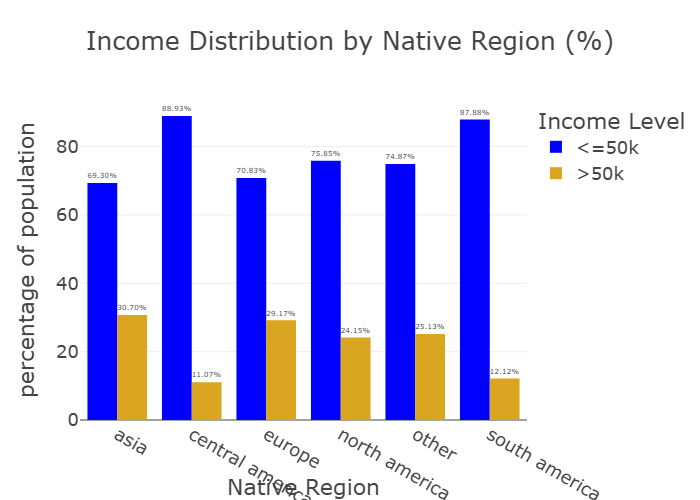 Income Distribution by Native Region (%)
percentage of population
80
60
40
20
0
69.30%
30.70%
88.93%
11.07%
70.83%
29.17%
75.85%
24.15%
74.87%
25.13%
87.88%
12.12%
asia
central america
europe
north america
other
south america
Native Region
Income Level
<=50k
>50k